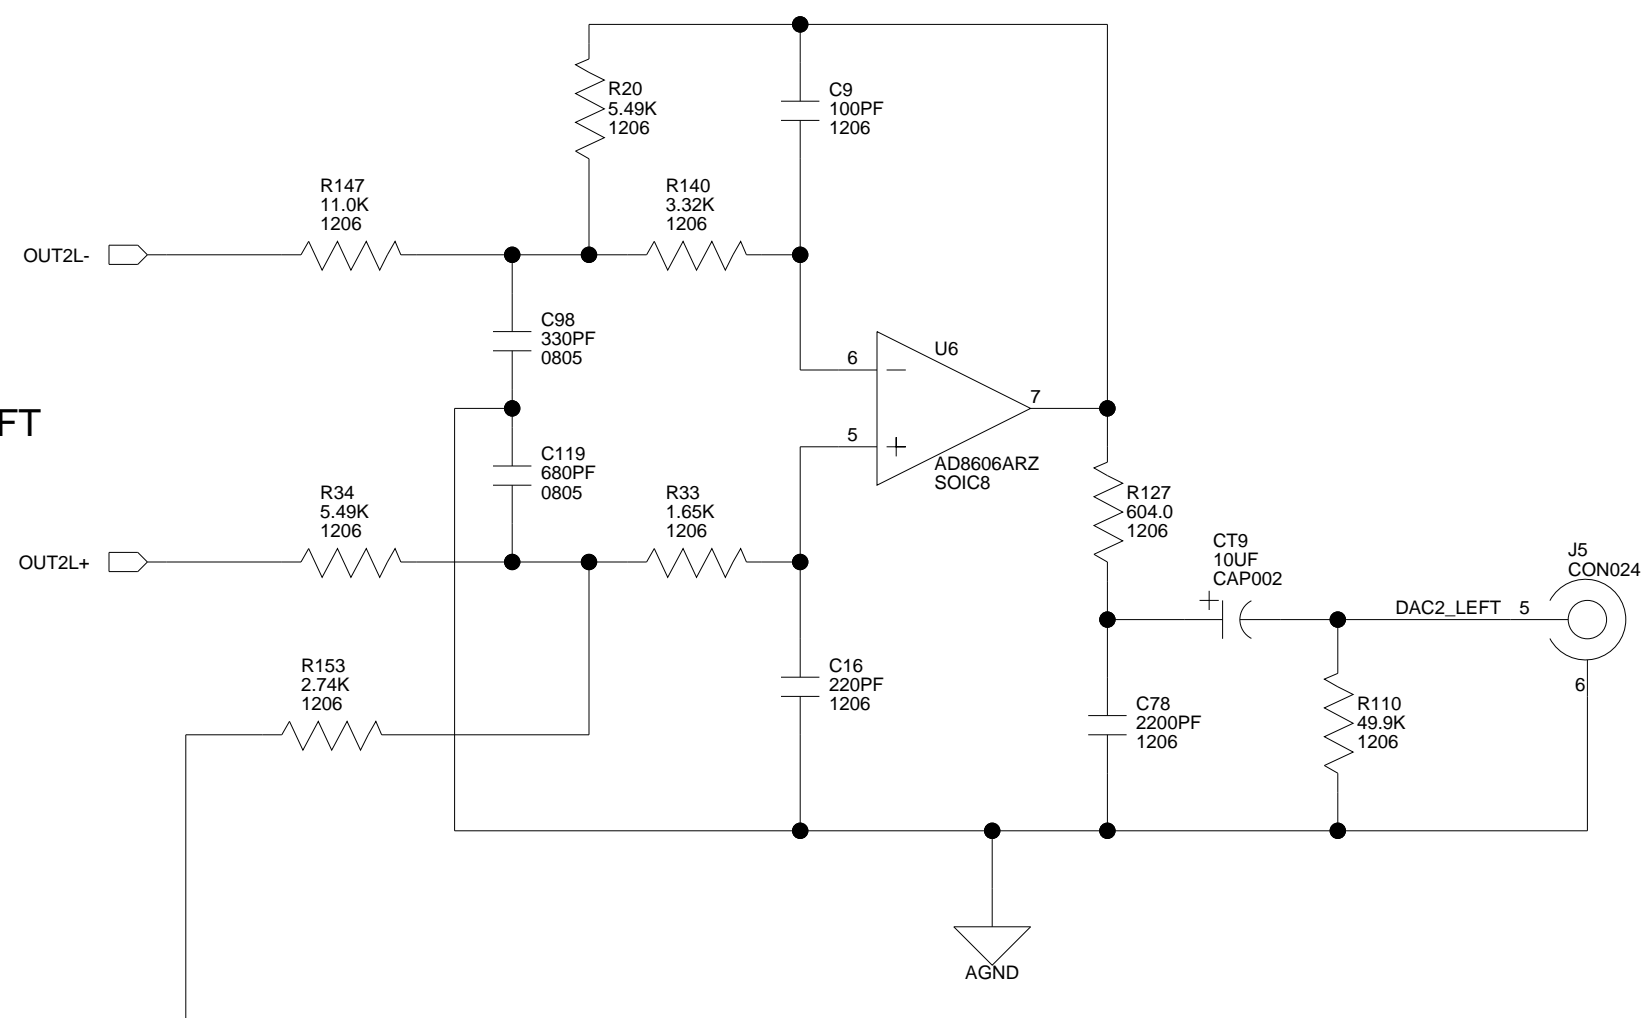 R20
5.49K
1206
C9
100PF
1206
R147
11.0K
1206
R140
3.32K
1206
OUT2L-
C98
330PF
0805
6
U6
7
FT
5
AD8606ARZ
SOIC8
C119
680PF
0805
R34
5.49K
1206
R33
1.65K
1206
R127
604.0
1206
OUT2L+
CT9
10UF
CAP002
J5
CON024
DAC2_LEFT 5
6
R153
2.74K
1206
C16
220PF
1206
C78
2200PF
1206
R110
49.9K
1206
AGND